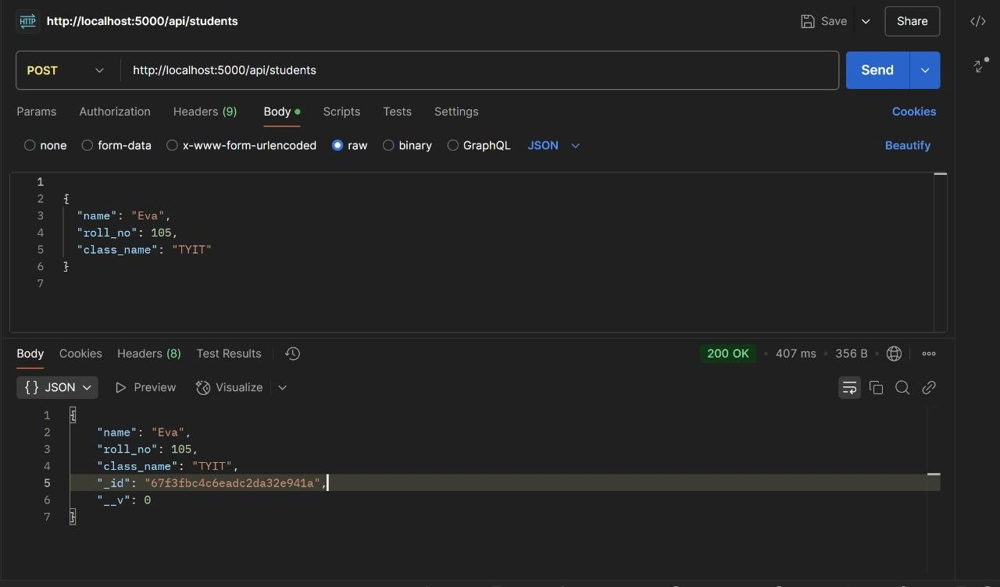 HTTP http://localhost:5000/api/students Save Share
POST http://localhost:5000/api/students Send
Params Authorization Headers (9) Body Scripts Tests Settings Cookies
none form-data x-www-form-urlencoded raw binary GraphQL JSON Beautify
1
2 {
3 "name": "Eva",
4 "roll_no": 105,
5 "class_name": "TYIT"
6 }
7
Body Cookies Headers (8) Test Results 200 OK • 407 ms • 356 B •
{} JSON Preview Visualize
1 {
2 "name": "Eva",
3 "roll_no": 105,
4 "class_name": "TYIT",
5 "_id": "67f3fbc4c6eadc2da32e941a",
6 "__v": 0
7 }